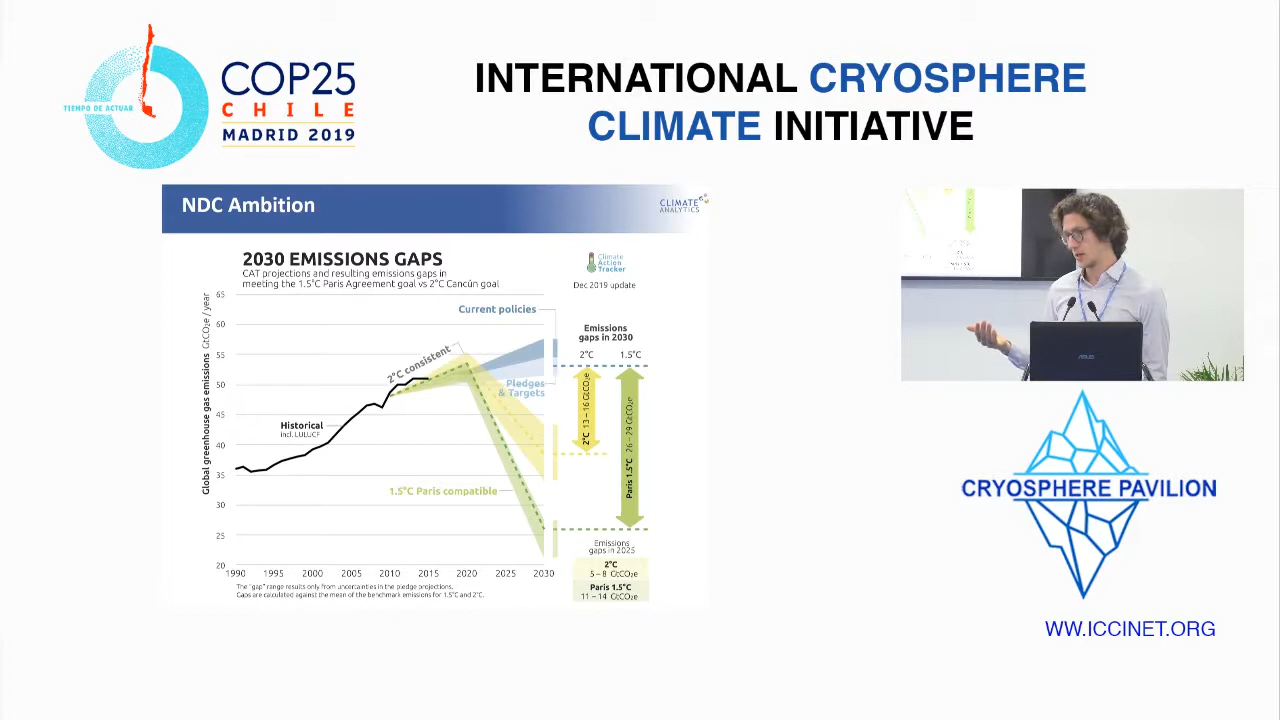 TIEMPO DE ACTUAR
COP25
CHILE
MADRID 2019
INTERNATIONAL CRYOSPHERE
CLIMATE INITIATIVE
NDC Ambition
CLIMATE
ANALYTICS
2030 EMISSIONS GAPS
CAT projections and resulting emissions gaps in
meeting the 1.5°C Paris Agreement goal vs 2°C Cancún goal
Climate
Action
Tracker
Dec 2019 update
Global greenhouse gas emissions GtCO₂e / year
65
60
55
50
45
40
35
30
25
20
1990
1995
2000
2005
2010
2015
2020
2025
2030
Historical
incl. LULUCF
2°C consistent
Current policies
Pledges
& Targets
1.5°C Paris compatible
Emissions
gaps in 2030
2°C
1.5°C
2°C 13 – 16 GtCO₂e
Paris 1.5°C 26 – 29 GtCO₂e
Emissions
gaps in 2025
2°C
5 – 8 GtCO₂e
Paris 1.5°C
11 – 14 GtCO₂e
The "gap" range results only from uncertainties in the pledge projections.
Gaps are calculated against the mean of the benchmark emissions for 1.5°C and 2°C.
ASUS
CRYOSPHERE PAVILION
WW.ICCINET.ORG